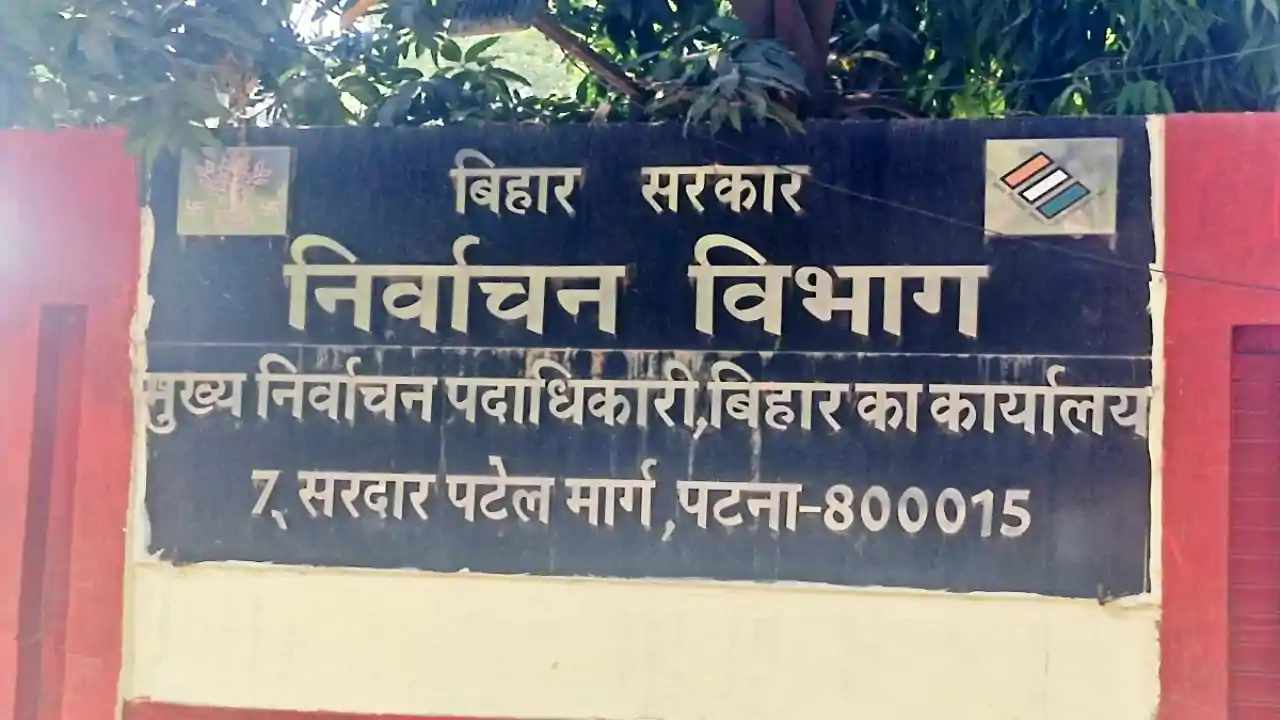 बिहार सरकार
निर्वाचन विभाग
मुख्य निर्वाचन पदाधिकारी,बिहार का कार्यालय
7, सरदार पटेल मार्ग ,पटना-800015